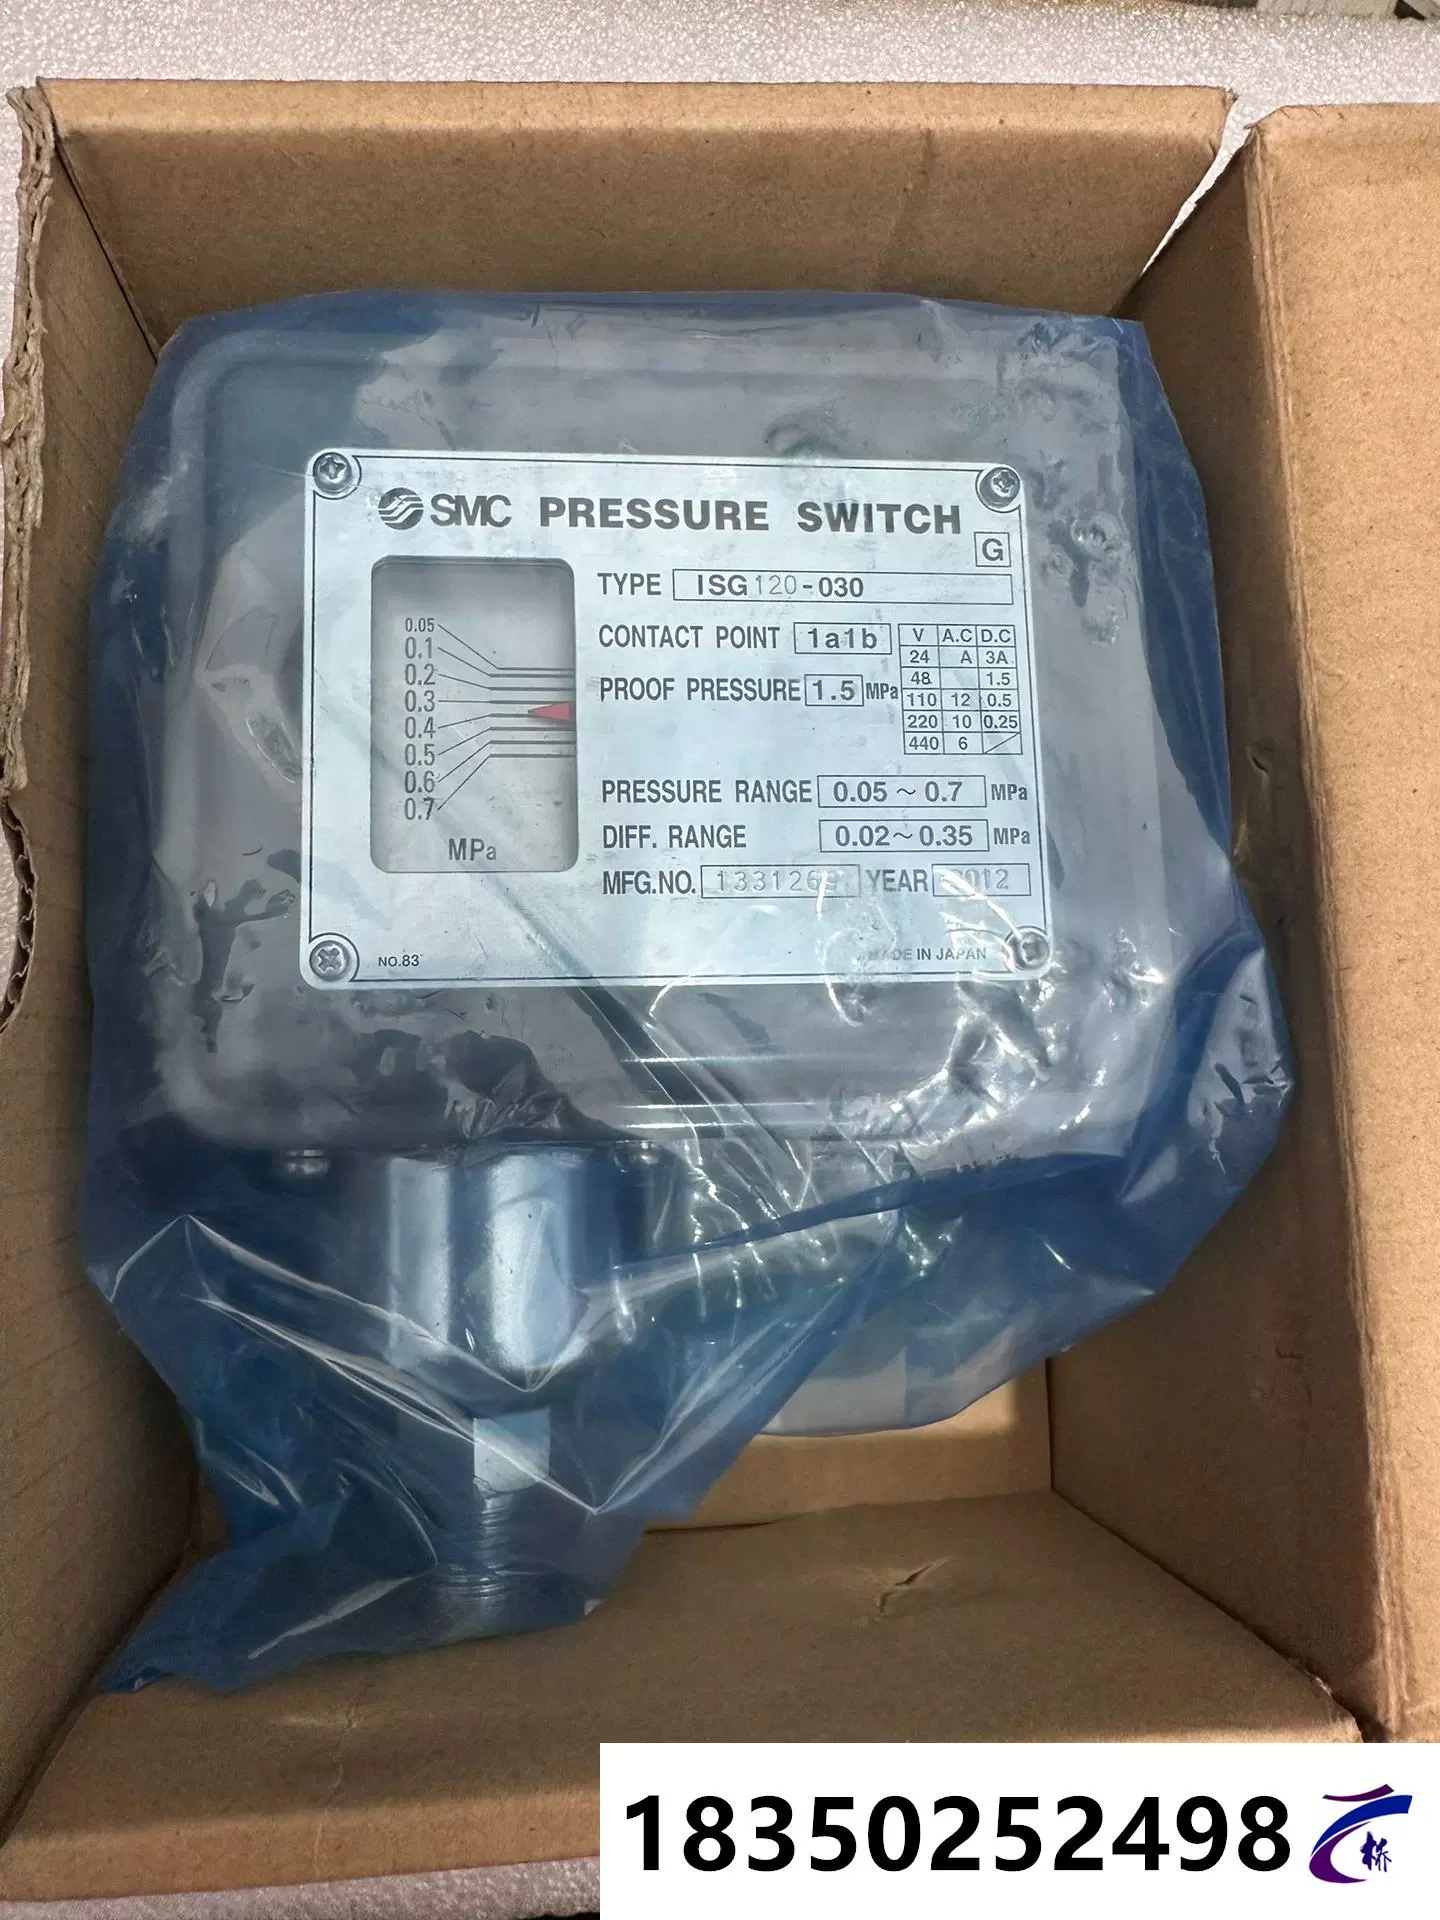 SMC PRESSURE SWITCH
G
TYPE ISG120-030
CONTACT POINT 1a1b
PROOF PRESSURE 1.5 MPa
V A.C D.C
24 A 3A
48 1.5
110 12 0.5
220 10 0.25
440 6
0.05
0.1
0.2
0.3
0.4
0.5
0.6
0.7
MPa
PRESSURE RANGE 0.05~0.7 MPa
DIFF. RANGE 0.02~0.35 MPa
MFG.NO. YEAR 2012
NO.83
MADE IN JAPAN
18350252498
桥